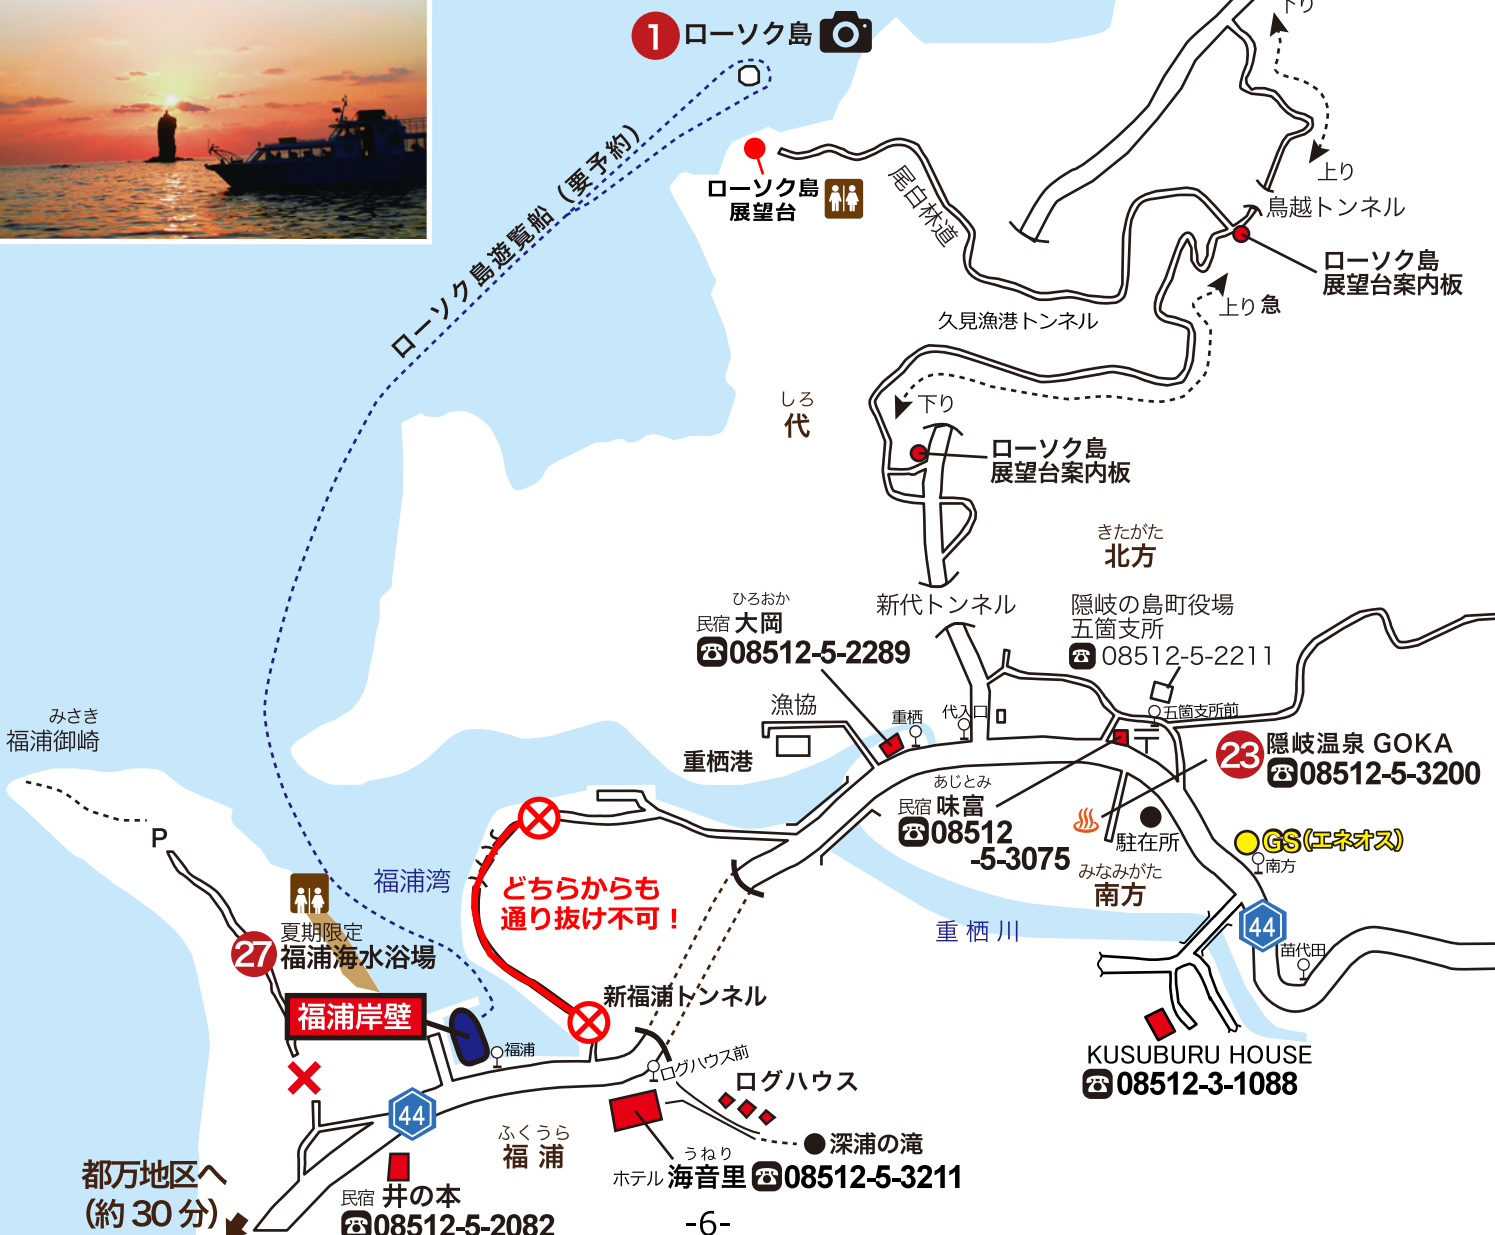 1 ローソク島
下り
上り
鳥越トンネル
ローソク島
展望台
尾白林道
ローソク島
展望台案内板
上り 急
久見漁港トンネル
ローソク島遊覧船（要予約）
しろ
代
下り
ローソク島
展望台案内板
きたがた
北方
新代トンネル
隠岐の島町役場
五箇支所
08512-5-2211
ひろおか
民宿 大岡
08512-5-2289
漁協
重栖
代入口
五箇支所前
重栖港
みさき
福浦御崎
23 隠岐温泉 GOKA
08512-5-3200
あじとみ
民宿 味富
08512
-5-3075
駐在所
GS(エネオス)
南方
みなみがた
南方
P
福浦湾
どちらからも
通り抜け不可！
重栖川
44
苗代田
夏期限定
27 福浦海水浴場
福浦岸壁
新福浦トンネル
福浦
ログハウス前
ログハウス
KUSUBURU HOUSE
08512-3-1088
44
ふくうら
福浦
深浦の滝
うねり
ホテル 海音里 08512-5-3211
都万地区へ
(約30分)
民宿 井の本
08512-5-2082
-6-